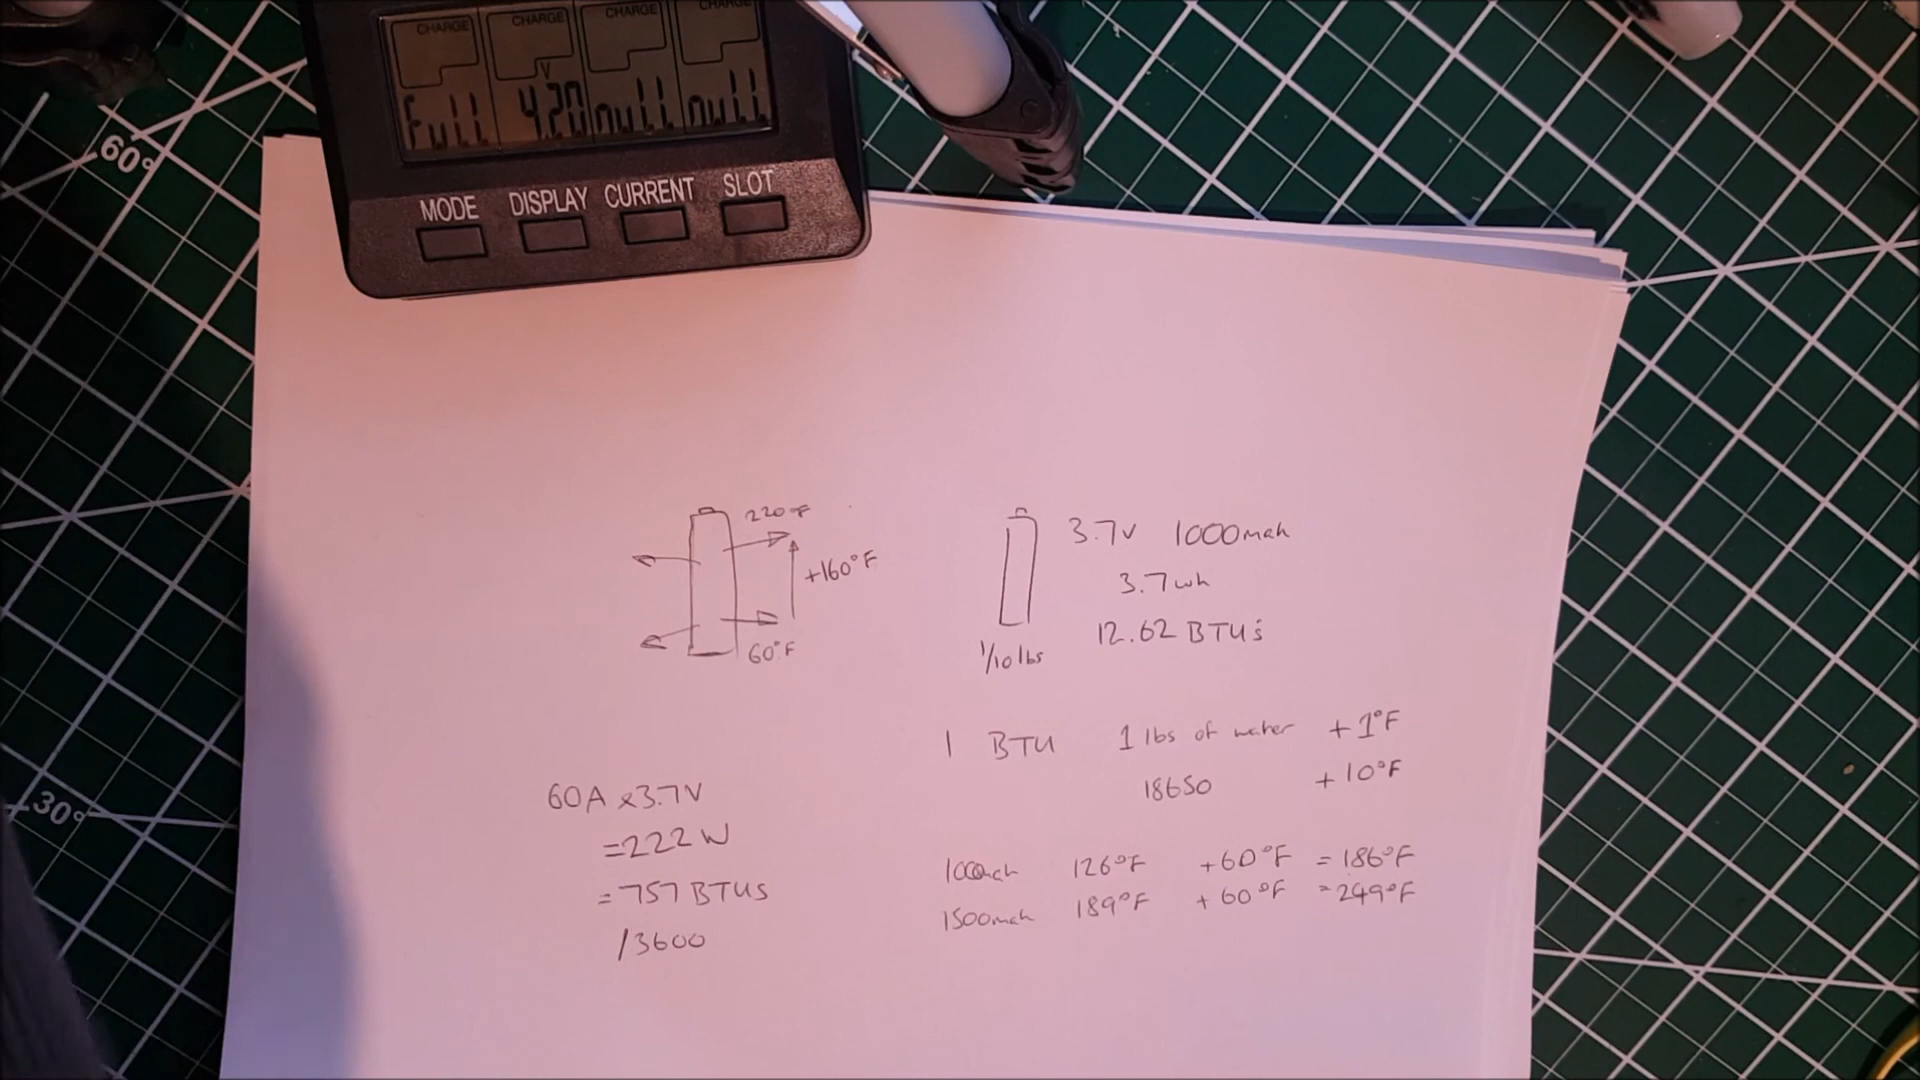 CHARGE CHARGE CHARGE CHARGE
V
Full 4.20 null null
MODE DISPLAY CURRENT SLOT
60°
30°
220°F
+160°F
60°F
3.7V 1000mah
3.7wh
12.62 BTU's
1/10 lbs
1 BTU 1 lbs of water +1°F
18650 +10°F
60A x3.7V
=222W
=757 BTUs
/3600
1000mah 126°F +60°F = 186°F
1500mah 189°F +60°F = 249°F